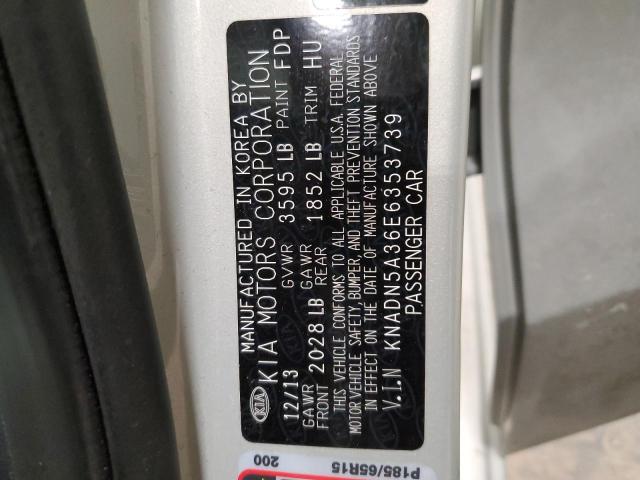 KIA
MANUFACTURED IN KOREA BY
KIA MOTORS CORPORATION
12/13 GVWR 3595 LB PAINT FDP
GAWR FRONT 2028 LB GAWR REAR 1852 LB TRIM HU
THIS VEHICLE CONFORMS TO ALL APPLICABLE U.S.A. FEDERAL
MOTOR VEHICLE SAFETY, BUMPER, AND THEFT PREVENTION STANDARDS
IN EFFECT ON THE DATE OF MANUFACTURE SHOWN ABOVE
V.I.N KNADN5A36E6353739
PASSENGER CAR
P185/65R15
200